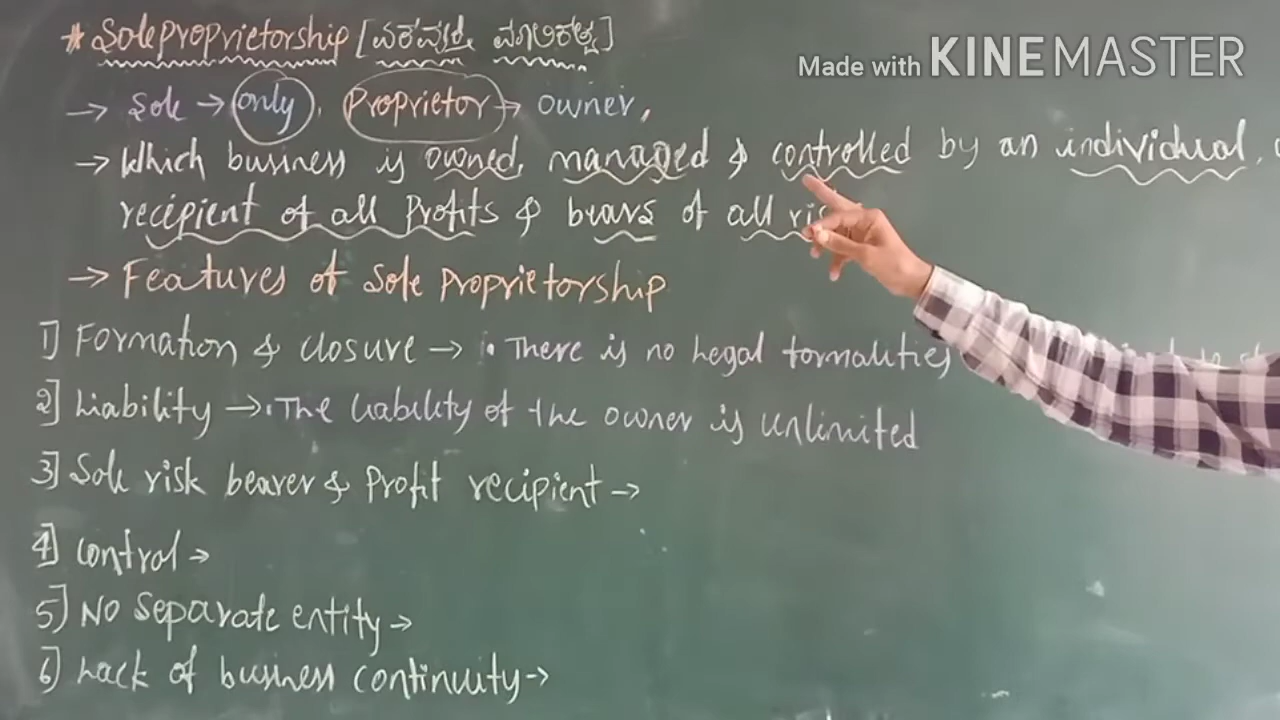 * Sole proprietorship [ಏಕವ್ಯಕ್ತಿ ಮಾಲಿಕತ್ವ]
Made with KINEMASTER
→ Sole → only, Proprietor → owner,
→ Which business is owned, managed & controlled by an individual,
recipient of all Profits & bears of all
→ Features of Sole Proprietorship
1] Formation & closure → • There is no Legal formalities
2] Liability → • The liability of the owner is unlimited
3] Sole risk bearer & Profit recipient →
4] Control →
5] No Separate entity →
6] Lack of business continuity →